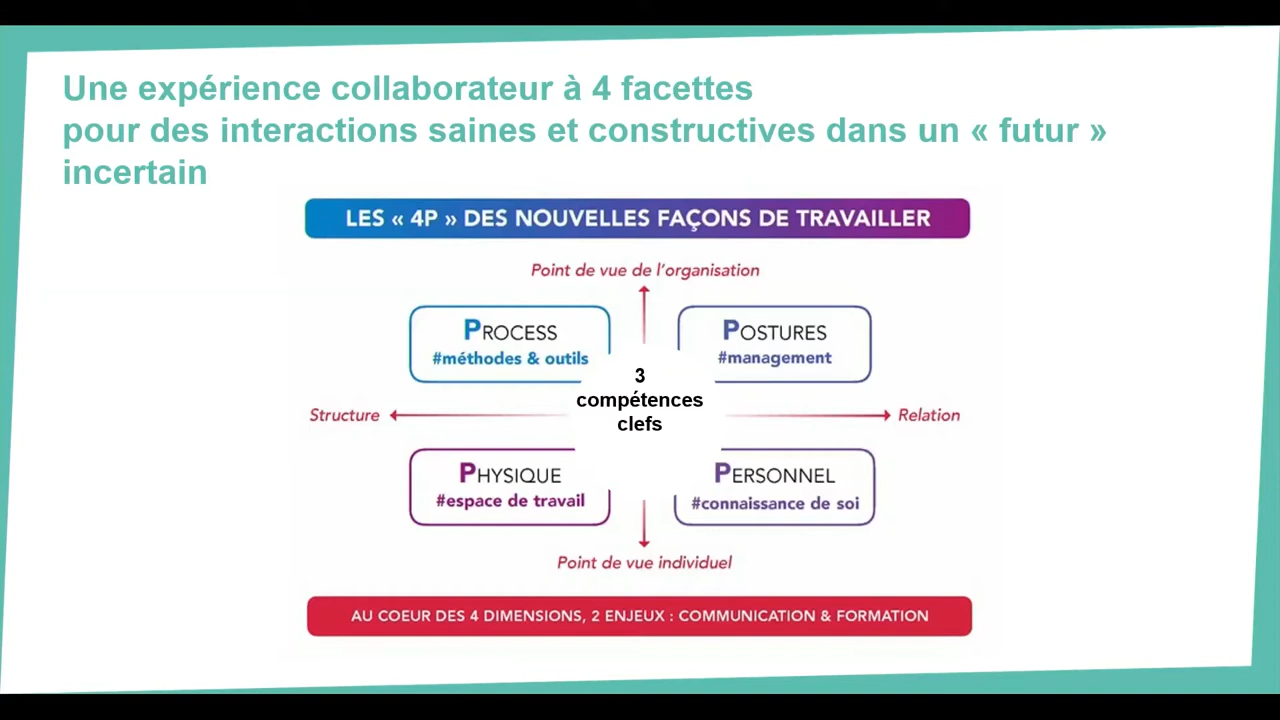 Une expérience collaborateur à 4 facettes
pour des interactions saines et constructives dans un « futur »
incertain
LES « 4P » DES NOUVELLES FAÇONS DE TRAVAILLER
Point de vue de l'organisation
PROCESS
#méthodes & outils
POSTURES
#management
3
compétences
clefs
Structure
Relation
PHYSIQUE
#espace de travail
PERSONNEL
#connaissance de soi
Point de vue individuel
AU COEUR DES 4 DIMENSIONS, 2 ENJEUX : COMMUNICATION & FORMATION